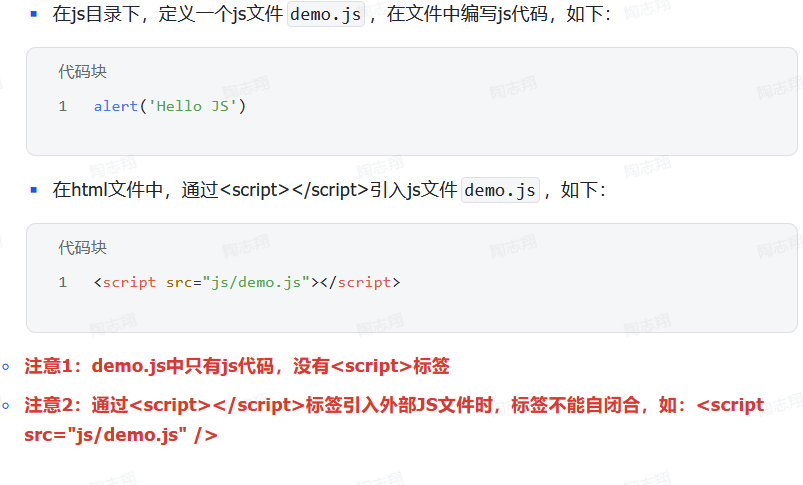 在js目录下，定义一个js文件 demo.js ，在文件中编写js代码，如下：
代码块
1 alert('Hello JS')
在html文件中，通过<script></script>引入js文件 demo.js ，如下：
代码块
1 <script src="js/demo.js"></script>
注意1：demo.js中只有js代码，没有<script>标签
注意2：通过<script></script>标签引入外部JS文件时，标签不能自闭合，如：<script
src="js/demo.js" />
陶志翔